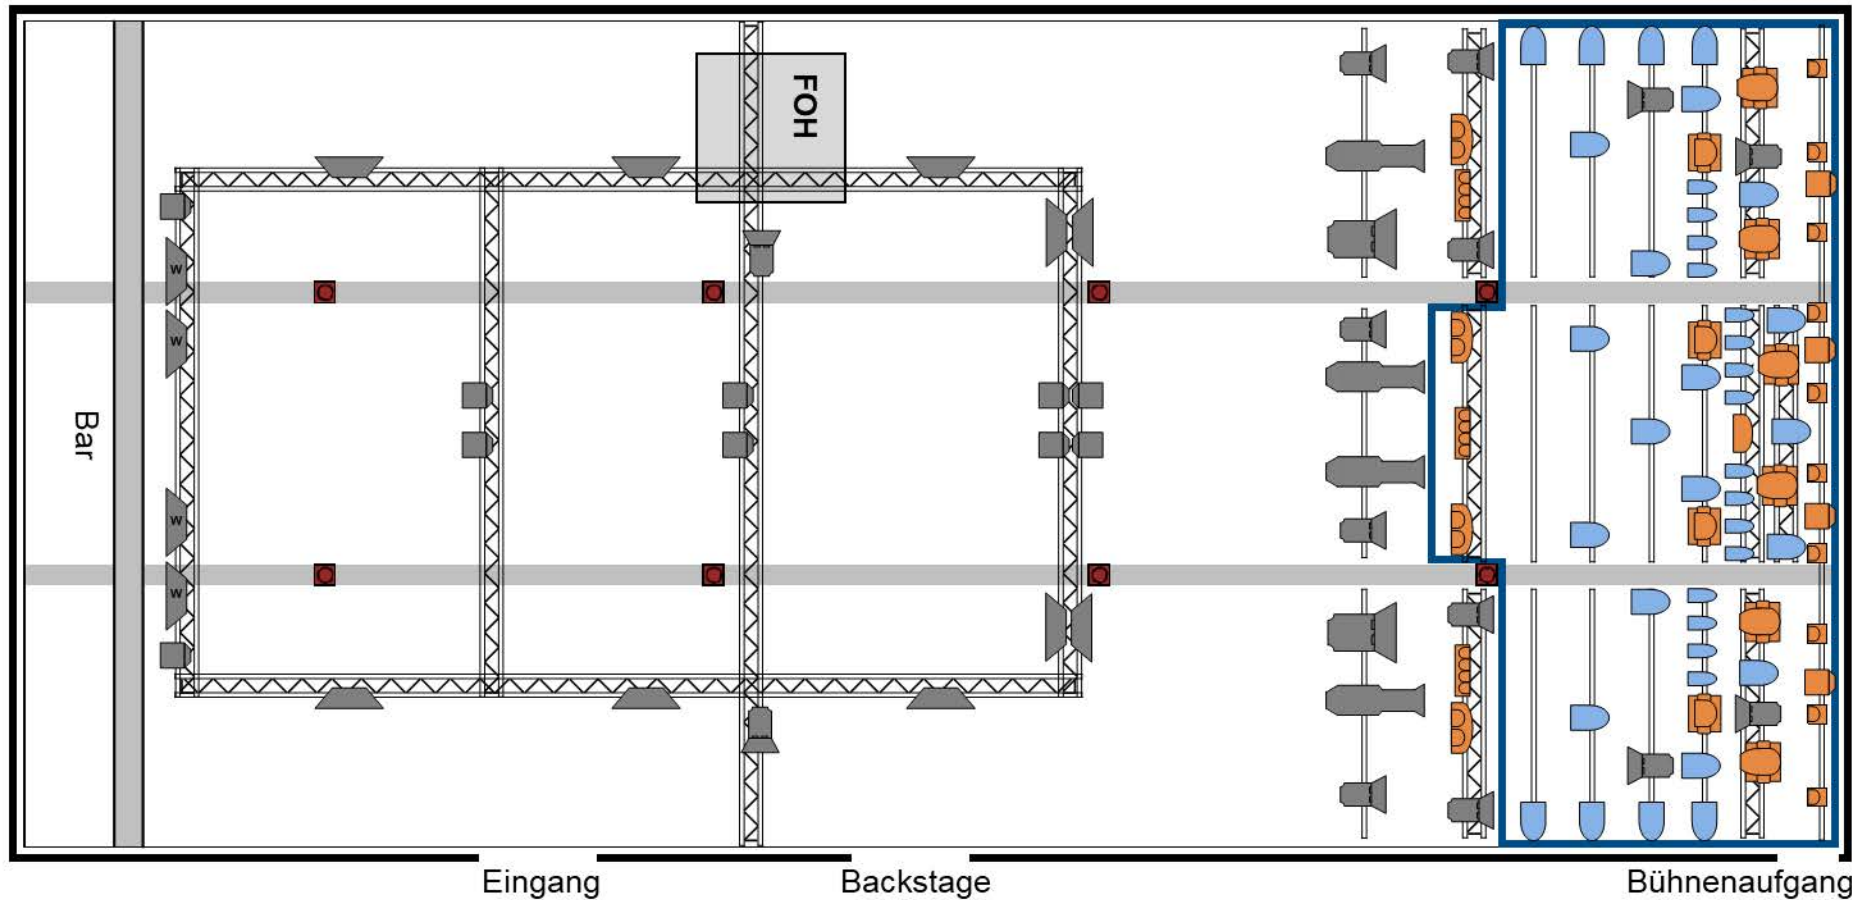 FOH
W
W
Bar
W
W
Eingang
Backstage
Bühnenaufgang